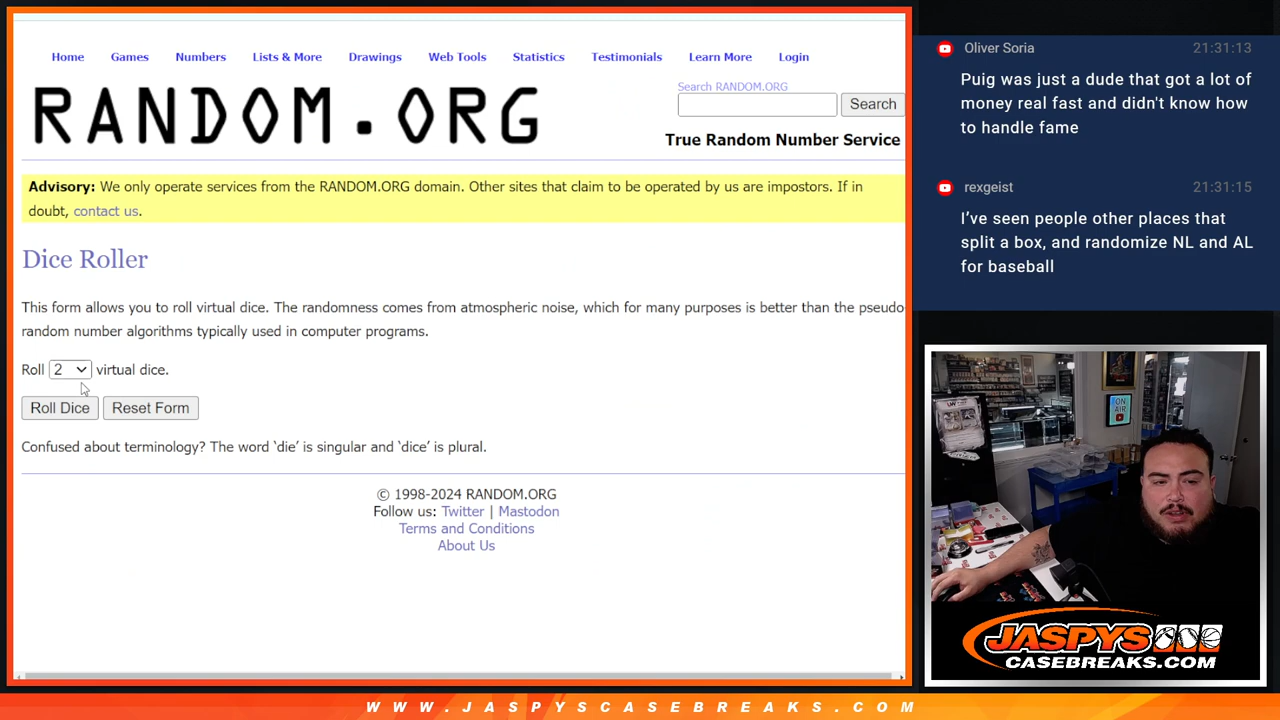 Home Games Numbers Lists & More Drawings Web Tools Statistics Testimonials Learn More Login
RANDOM.ORG
Search RANDOM.ORG
Search
True Random Number Service
Advisory: We only operate services from the RANDOM.ORG domain. Other sites that claim to be operated by us are impostors. If in
doubt, contact us.
Dice Roller
This form allows you to roll virtual dice. The randomness comes from atmospheric noise, which for many purposes is better than the pseudo
random number algorithms typically used in computer programs.
Roll 2 virtual dice.
Roll Dice Reset Form
Confused about terminology? The word ‘die’ is singular and ‘dice’ is plural.
© 1998-2024 RANDOM.ORG
Follow us: Twitter | Mastodon
Terms and Conditions
About Us
Oliver Soria 21:31:13
Puig was just a dude that got a lot of
money real fast and didn't know how
to handle fame
rexgeist 21:31:15
I’ve seen people other places that
split a box, and randomize NL and AL
for baseball
ON
AIR
JASPYS
CASEBREAKS.COM
WWW.JASPYSCASEBREAKS.COM